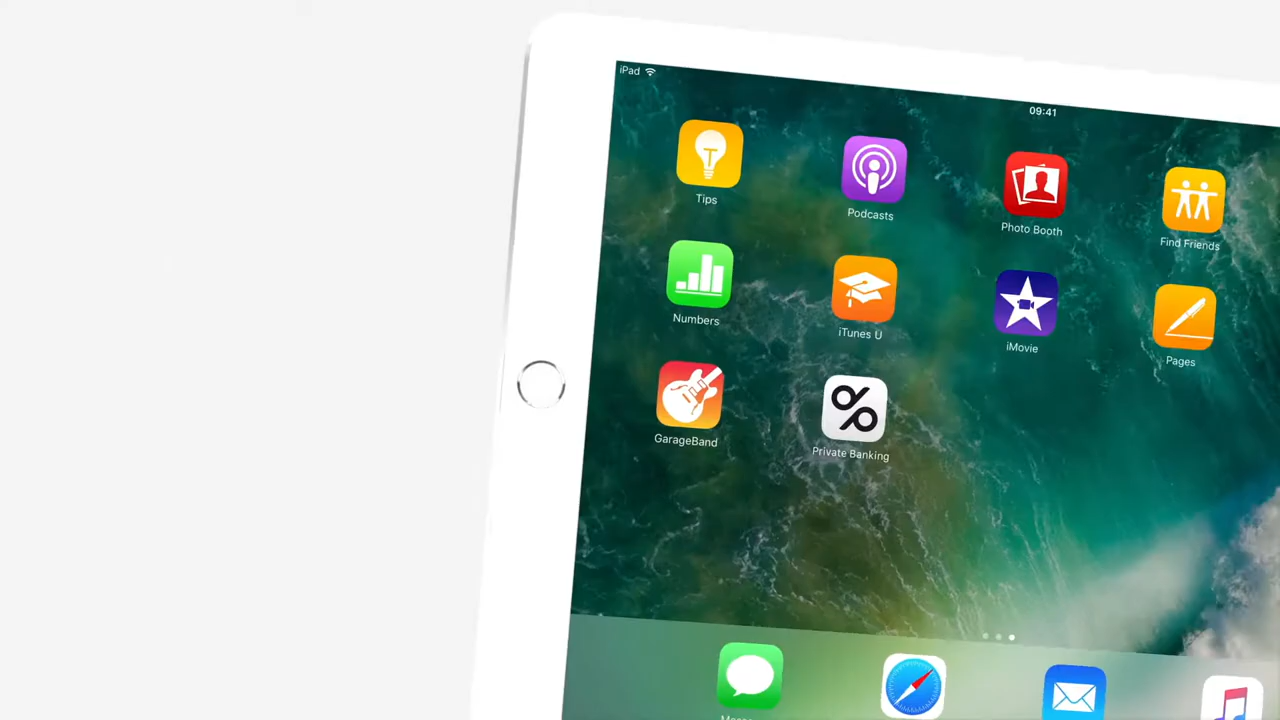 iPad
09:41
Tips
Podcasts
Photo Booth
Find Friends
Numbers
iTunes U
iMovie
Pages
GarageBand
Private Banking